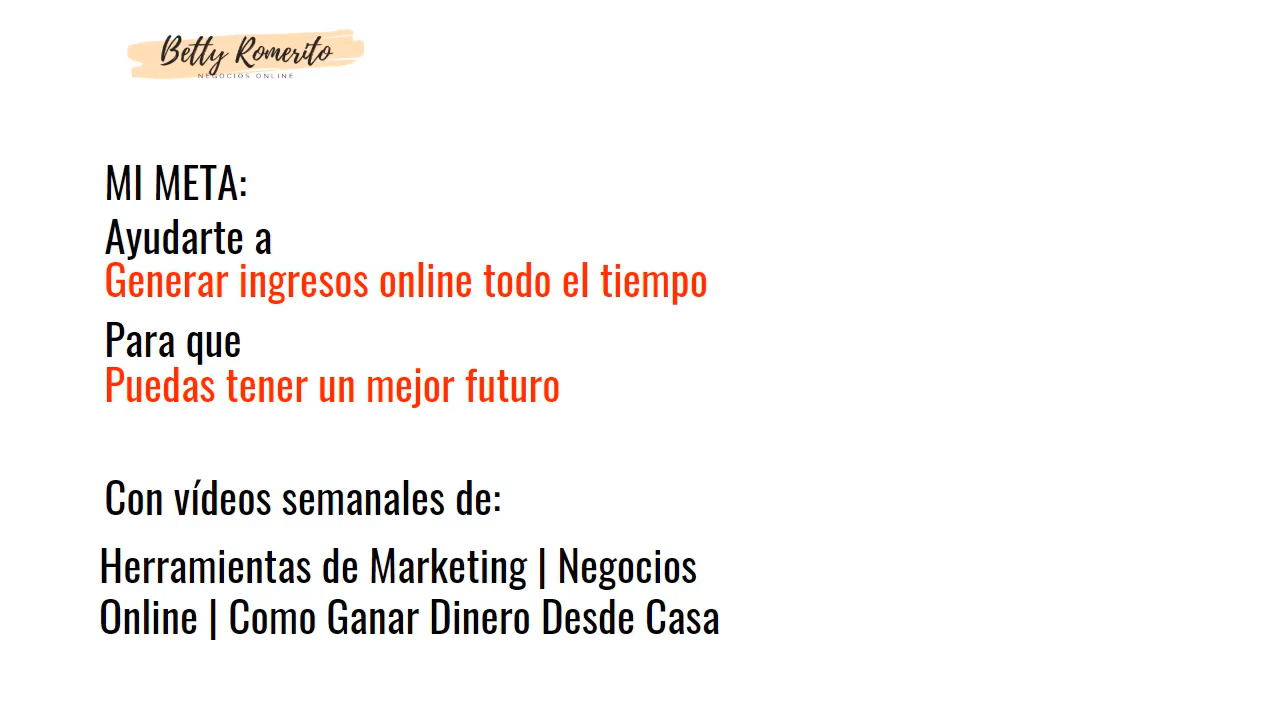 Betty Romerito
NEGOCIOS ONLINE
MI META:
Ayudarte a
Generar ingresos online todo el tiempo
Para que
Puedas tener un mejor futuro
Con vídeos semanales de:
Herramientas de Marketing | Negocios
Online | Como Ganar Dinero Desde Casa